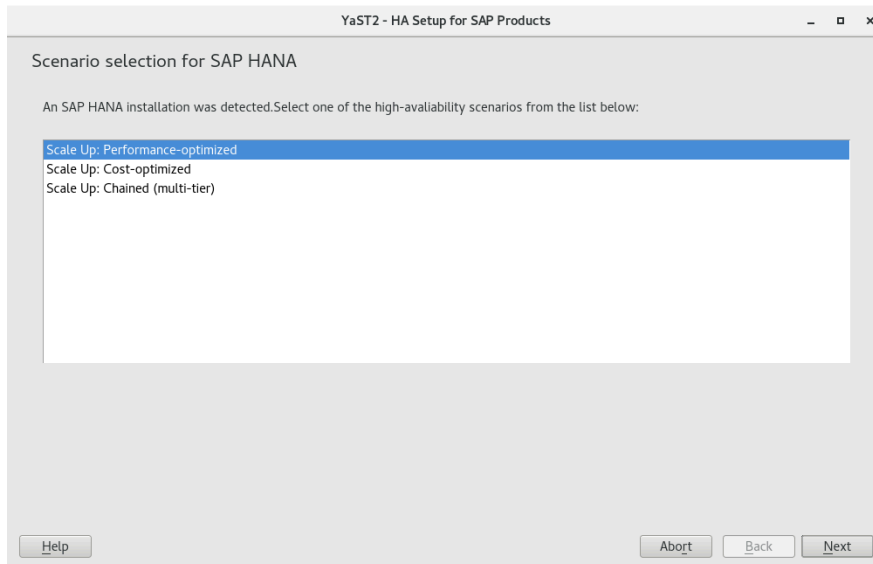 YaST2 - HA Setup for SAP Products
Scenario selection for SAP HANA
An SAP HANA installation was detected.Select one of the high-avaliability scenarios from the list below:
Scale Up: Performance-optimized
Scale Up: Cost-optimized
Scale Up: Chained (multi-tier)
Help Abort Back Next